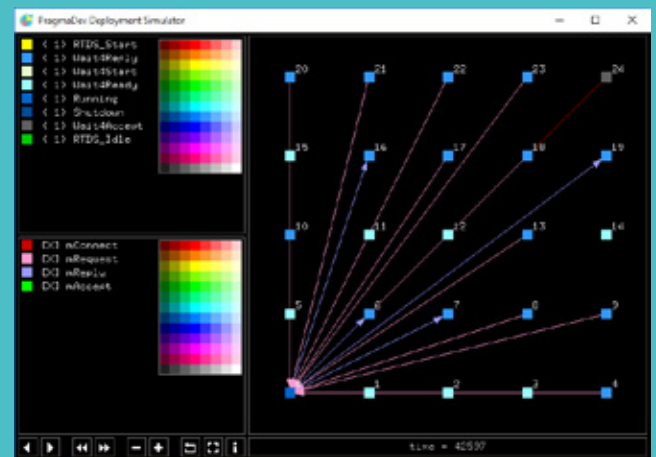 PragmaDev Deployment Simulator
( 1) RTDS_Start
( 1) Wait4Reply
( 1) Wait4Start
( 1) Wait4Ready
( 1) Running
( 1) Shutdown
( 1) Wait4Accept
( 1) RTDS_Idle
[X] mConnect
[X] mRequest
[X] mReply
[X] mAccept
20 21 22 23 24
15 16 17 18 19
10 11 12 13 14
5 6 7 8 9
1 2 3 4
time = 42597